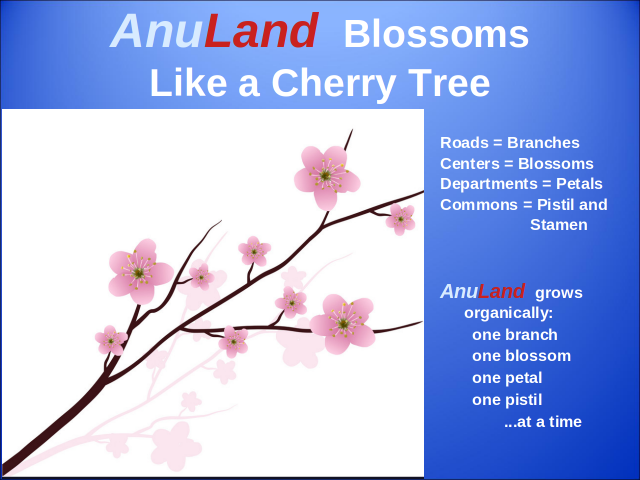 AnuLand Blossoms
Like a Cherry Tree
Roads = Branches
Centers = Blossoms
Departments = Petals
Commons = Pistil and
Stamen
AnuLand grows
organically:
one branch
one blossom
one petal
one pistil
...at a time